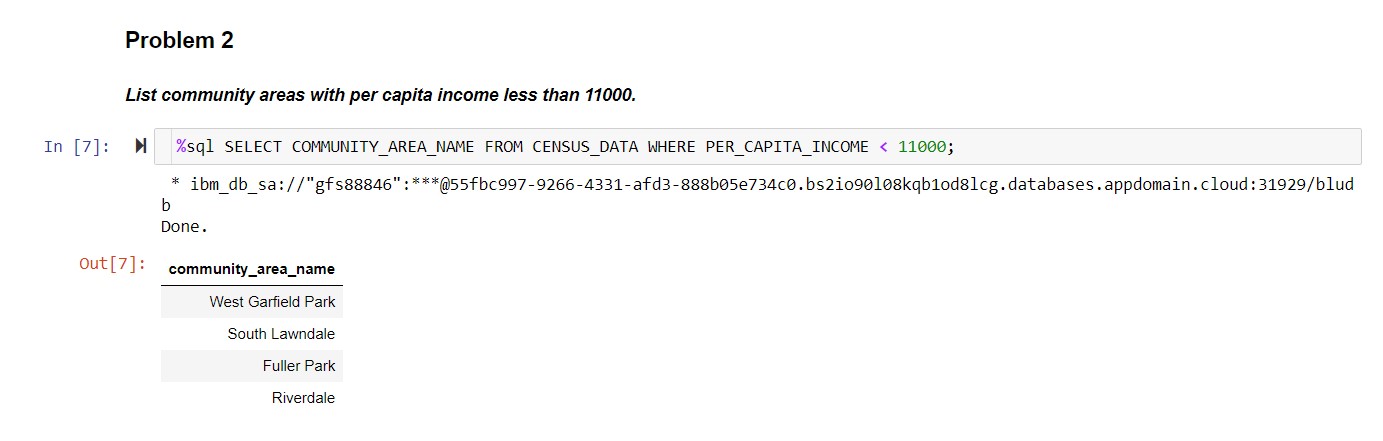 Problem 2
List community areas with per capita income less than 11000.
In [7]: %sql SELECT COMMUNITY_AREA_NAME FROM CENSUS_DATA WHERE PER_CAPITA_INCOME < 11000;
* ibm_db_sa://"gfs88846":***@55fbc997-9266-4331-afd3-888b05e734c0.bs2io90l08kqb1od8lcg.databases.appdomain.cloud:31929/blud
b
Done.
Out[7]: community_area_name
West Garfield Park
South Lawndale
Fuller Park
Riverdale